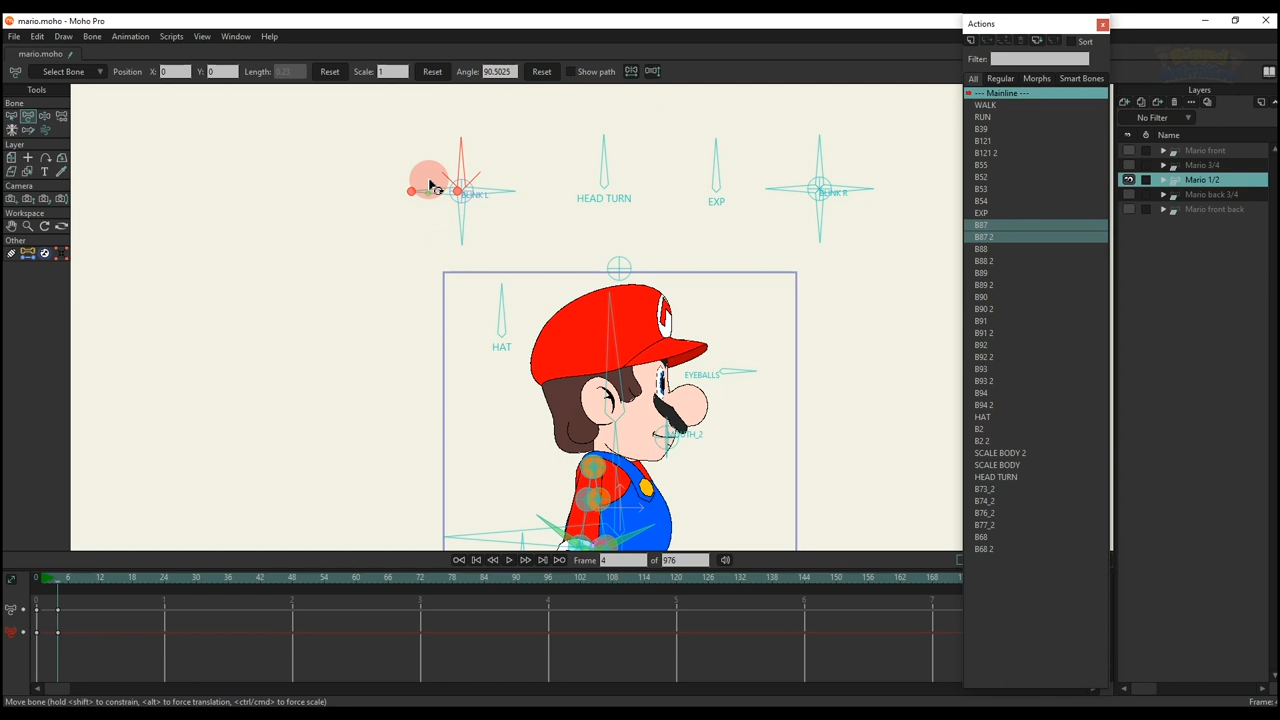 mario.moho - Moho Pro
File Edit Draw Bone Animation Scripts View Window Help
mario.moho
Select Bone Position X: 0 Y: 0 Length: 0.23 Reset Scale: 1 Reset Angle: 90.5025 Reset Show path
Tools
Bone
Layer
Camera
Workspace
Other
BLINK L
HEAD TURN
EXP
BLINK R
HAT
EYEBALLS
MOUTH_2
Actions
Sort
Filter:
All Regular Morphs Smart Bones
--- Mainline ---
WALK
RUN
B39
B121
B121 2
B55
B52
B53
B54
EXP
B87
B87 2
B88
B88 2
B89
B89 2
B90
B90 2
B91
B91 2
B92
B92 2
B93
B93 2
B94
B94 2
HAT
B2
B2 2
SCALE BODY 2
SCALE BODY
HEAD TURN
B73_2
B74_2
B76_2
B77_2
B68
B68 2
Layers
No Filter
Name
Mario front
Mario 3/4
Mario 1/2
Mario back 3/4
Mario front back
Frame 4 of 976
0 6 12 18 24 30 36 42 48 54 60 66 72 78 84 90 96 102 108 114 120 126 132 138 144 150 156 162 168
0 1 2 3 4 5 6 7
Move bone (hold <shift> to constrain, <alt> to force translation, <ctrl/cmd> to force scale)
Frame: